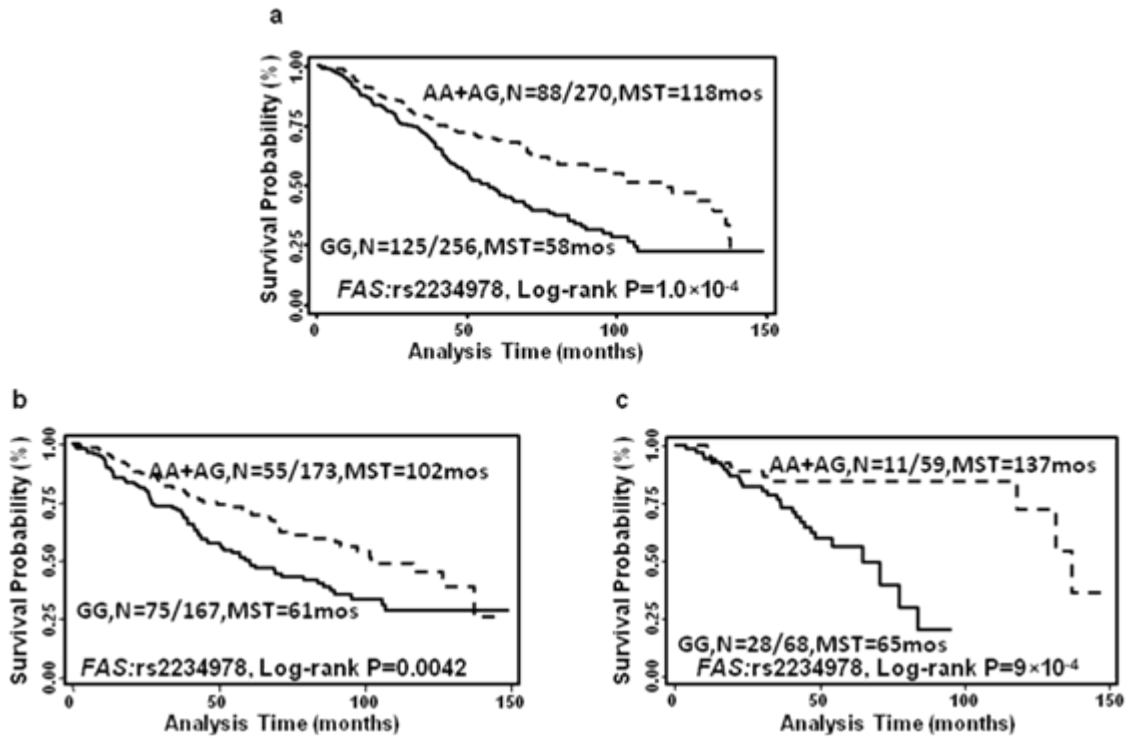 a
Survival Probability (%)
1.00
0.75
0.50
0.25
0.00
AA+AG,N=88/270,MST=118mos
GG,N=125/256,MST=58mos
FAS:rs2234978, Log-rank P=1.0×10⁻⁴
0 50 100 150
Analysis Time (months)
b
Survival Probability (%)
1.00
0.75
0.50
0.25
0.00
AA+AG,N=55/173,MST=102mos
GG,N=75/167,MST=61mos
FAS:rs2234978, Log-rank P=0.0042
0 50 100 150
Analysis Time (months)
c
Survival Probability (%)
1.00
0.75
0.50
0.25
0.00
AA+AG,N=11/59,MST=137mos
GG,N=28/68,MST=65mos
FAS:rs2234978, Log-rank P=9×10⁻⁴
0 50 100 150
Analysis Time (months)